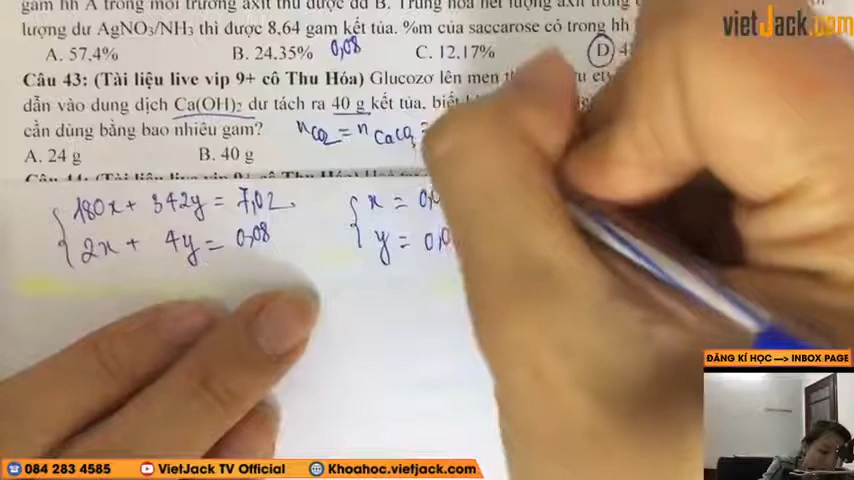 gam hh A trong môi trường axit thu được dd B. Trung hòa hết lượng axit trong
vietJack.com
lượng dư AgNO₃/NH₃ thì được 8,64 gam kết tủa. %m của saccarose có trong hh
0,08
A. 57,4% B. 24.35% C. 12,17% D 4
Câu 43: (Tài liệu live vip 9+ cô Thu Hóa) Glucozơ lên men
dẫn vào dung dịch Ca(OH)₂ dư tách ra 40 g kết tủa, biết
cần dùng bằng bao nhiêu gam? nCO₂ = nCaCO₃ =
A. 24 g B. 40 g
180x + 342y = 7,02 x = 0,0
2x + 4y = 0,08 y = 0,0
ĐĂNG KÍ HỌC —> INBOX PAGE
084 283 4585 VietJack TV Official Khoahoc.vietjack.com